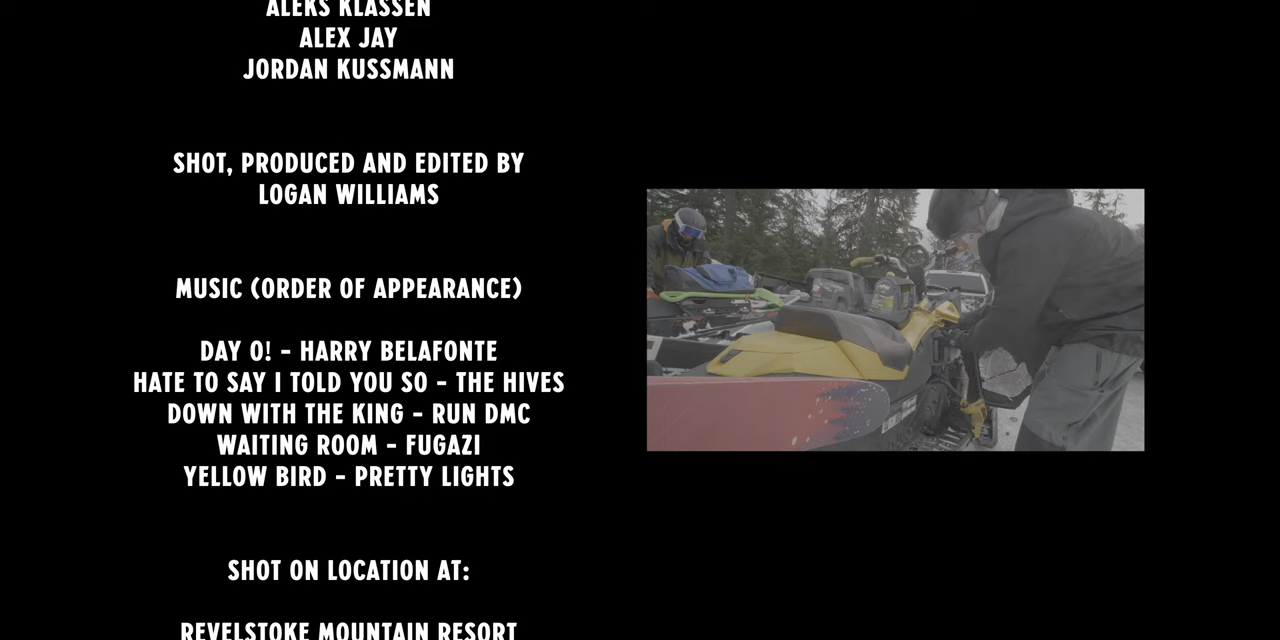 ALEKS KLASSEN
ALEX JAY
JORDAN KUSSMANN
SHOT, PRODUCED AND EDITED BY
LOGAN WILLIAMS
MUSIC (ORDER OF APPEARANCE)
DAY O! - HARRY BELAFONTE
HATE TO SAY I TOLD YOU SO - THE HIVES
DOWN WITH THE KING - RUN DMC
WAITING ROOM - FUGAZI
YELLOW BIRD - PRETTY LIGHTS
SHOT ON LOCATION AT:
REVELSTOKE MOUNTAIN RESORT